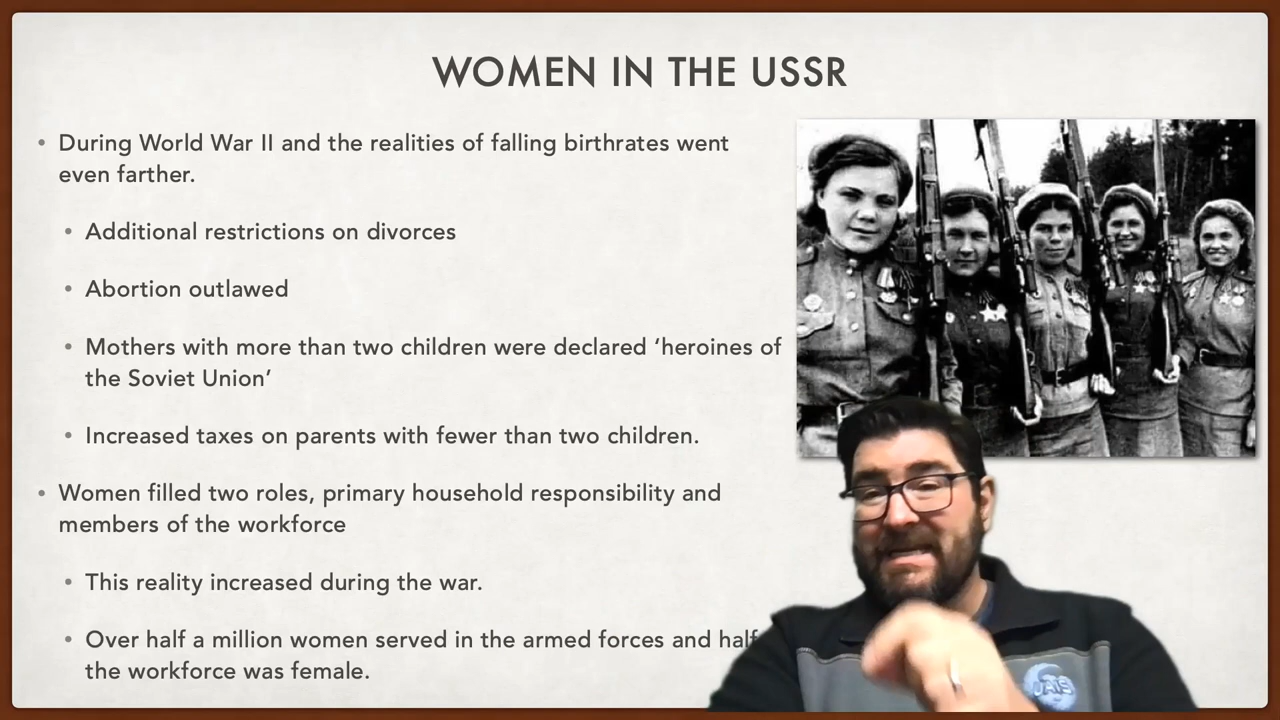 WOMEN IN THE USSR
• During World War II and the realities of falling birthrates went
even farther.
• Additional restrictions on divorces
• Abortion outlawed
• Mothers with more than two children were declared ‘heroines of
the Soviet Union’
• Increased taxes on parents with fewer than two children.
• Women filled two roles, primary household responsibility and
members of the workforce
• This reality increased during the war.
• Over half a million women served in the armed forces and half
the workforce was female.